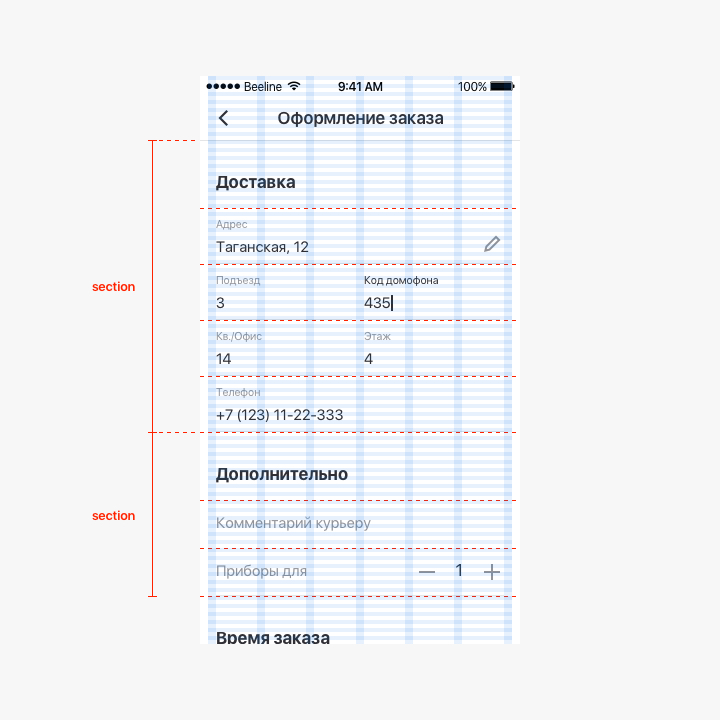 Beeline 9:41 AM 100%
Оформление заказа
Доставка
Адрес
Таганская, 12
section
Подъезд Код домофона
3 435
Кв./Офис Этаж
14 4
Телефон
+7 (123) 11-22-333
Дополнительно
section
Комментарий курьеру
Приборы для — 1 +
Время заказа